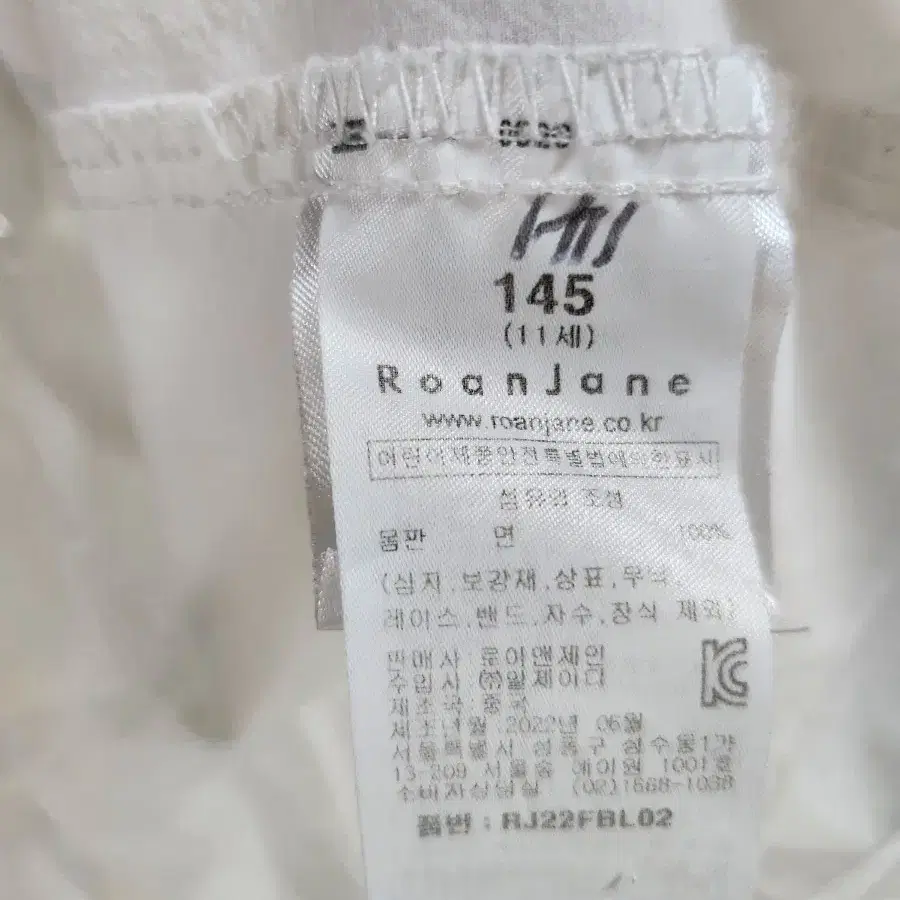 145
(11세)
RoanJane
www.roanjane.co.kr
어린이제품안전특별법에의한표시
섬유의 조성
몸판 면 100%
(심지.보강재.상표.무늬.
레이스.밴드.자수.장식 제외)
판매사 : 로아앤제인
수입사 (주)일제이디
제조국:중국
제조년월 2022년 06월
서울특별시 성동구 성수동1가
13-209 서울숲 에이원 1001호
소비자상담실 (02)1668-1038
품번 : RJ22FBL02